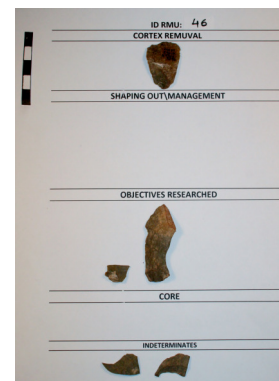 ID RMU: 46
CORTEX REMUVAL
SHAPING OUT\MANAGEMENT
OBJECTIVES RESEARCHED
CORE
INDETERMINATES